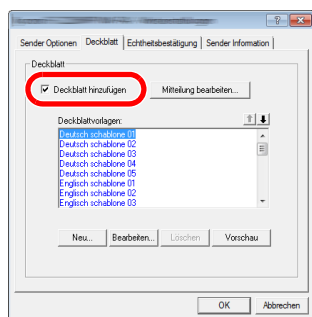 Sender Optionen Deckblatt Echtheitsbestätigung Sender Information
Deckblatt
Deckblatt hinzufügen Mitteilung bearbeiten...
Deckblattvorlagen:
Deutsch schablone 01
Deutsch schablone 02
Deutsch schablone 03
Deutsch schablone 04
Deutsch schablone 05
Englisch schablone 01
Englisch schablone 02
Englisch schablone 03
Neu... Bearbeiten... Löschen Vorschau
OK Abbrechen